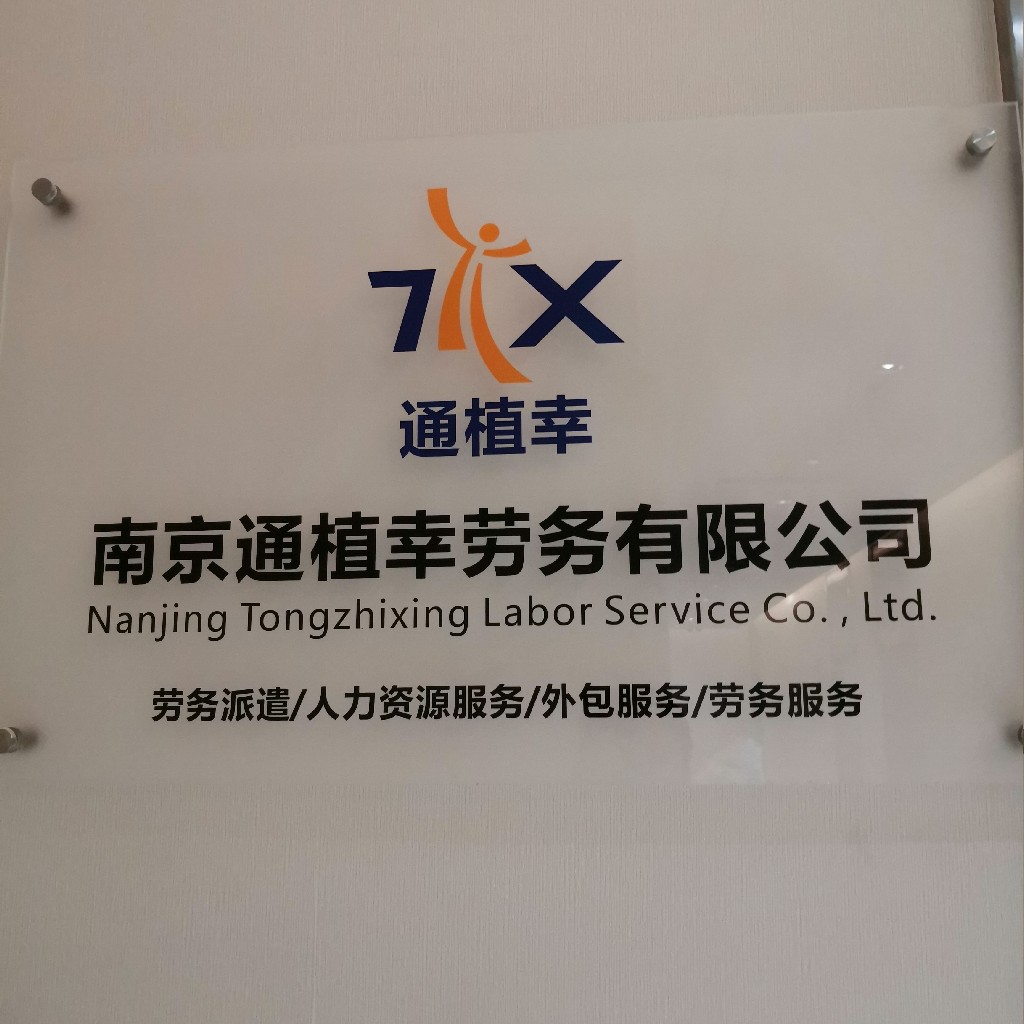 7X
通植幸
南京通植幸劳务有限公司
Nanjing Tongzhixing Labor Service Co. , Ltd.
劳务派遣/人力资源服务/外包服务/劳务服务